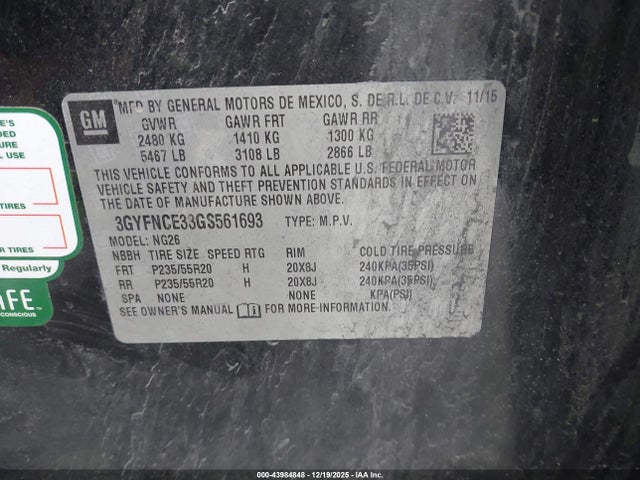 GM
MFD BY GENERAL MOTORS DE MEXICO, S. DE R.L. DE C.V. 11/15
GVWR GAWR FRT GAWR RR
2480 KG 1410 KG 1300 KG
5467 LB 3108 LB 2866 LB
THIS VEHICLE CONFORMS TO ALL APPLICABLE U.S. FEDERAL MOTOR
VEHICLE SAFETY AND THEFT PREVENTION STANDARDS IN EFFECT ON
THE DATE OF MANUFACTURE SHOWN ABOVE.
3GYFNCE33GS561693 TYPE: M.P.V.
MODEL: NG26
NBBH TIRE SIZE SPEED RTG RIM COLD TIRE PRESSURE
FRT P235/55R20 H 20X8J 240KPA(35PSI)
RR P235/55R20 H 20X8J 240KPA(35PSI)
SPA NONE NONE KPA(PSI)
SEE OWNER'S MANUAL FOR MORE INFORMATION.
L USE
R TIRES
Regularly
FE
CONSCIOUS
000-43984848 - 12/19/2025 - IAA, Inc.